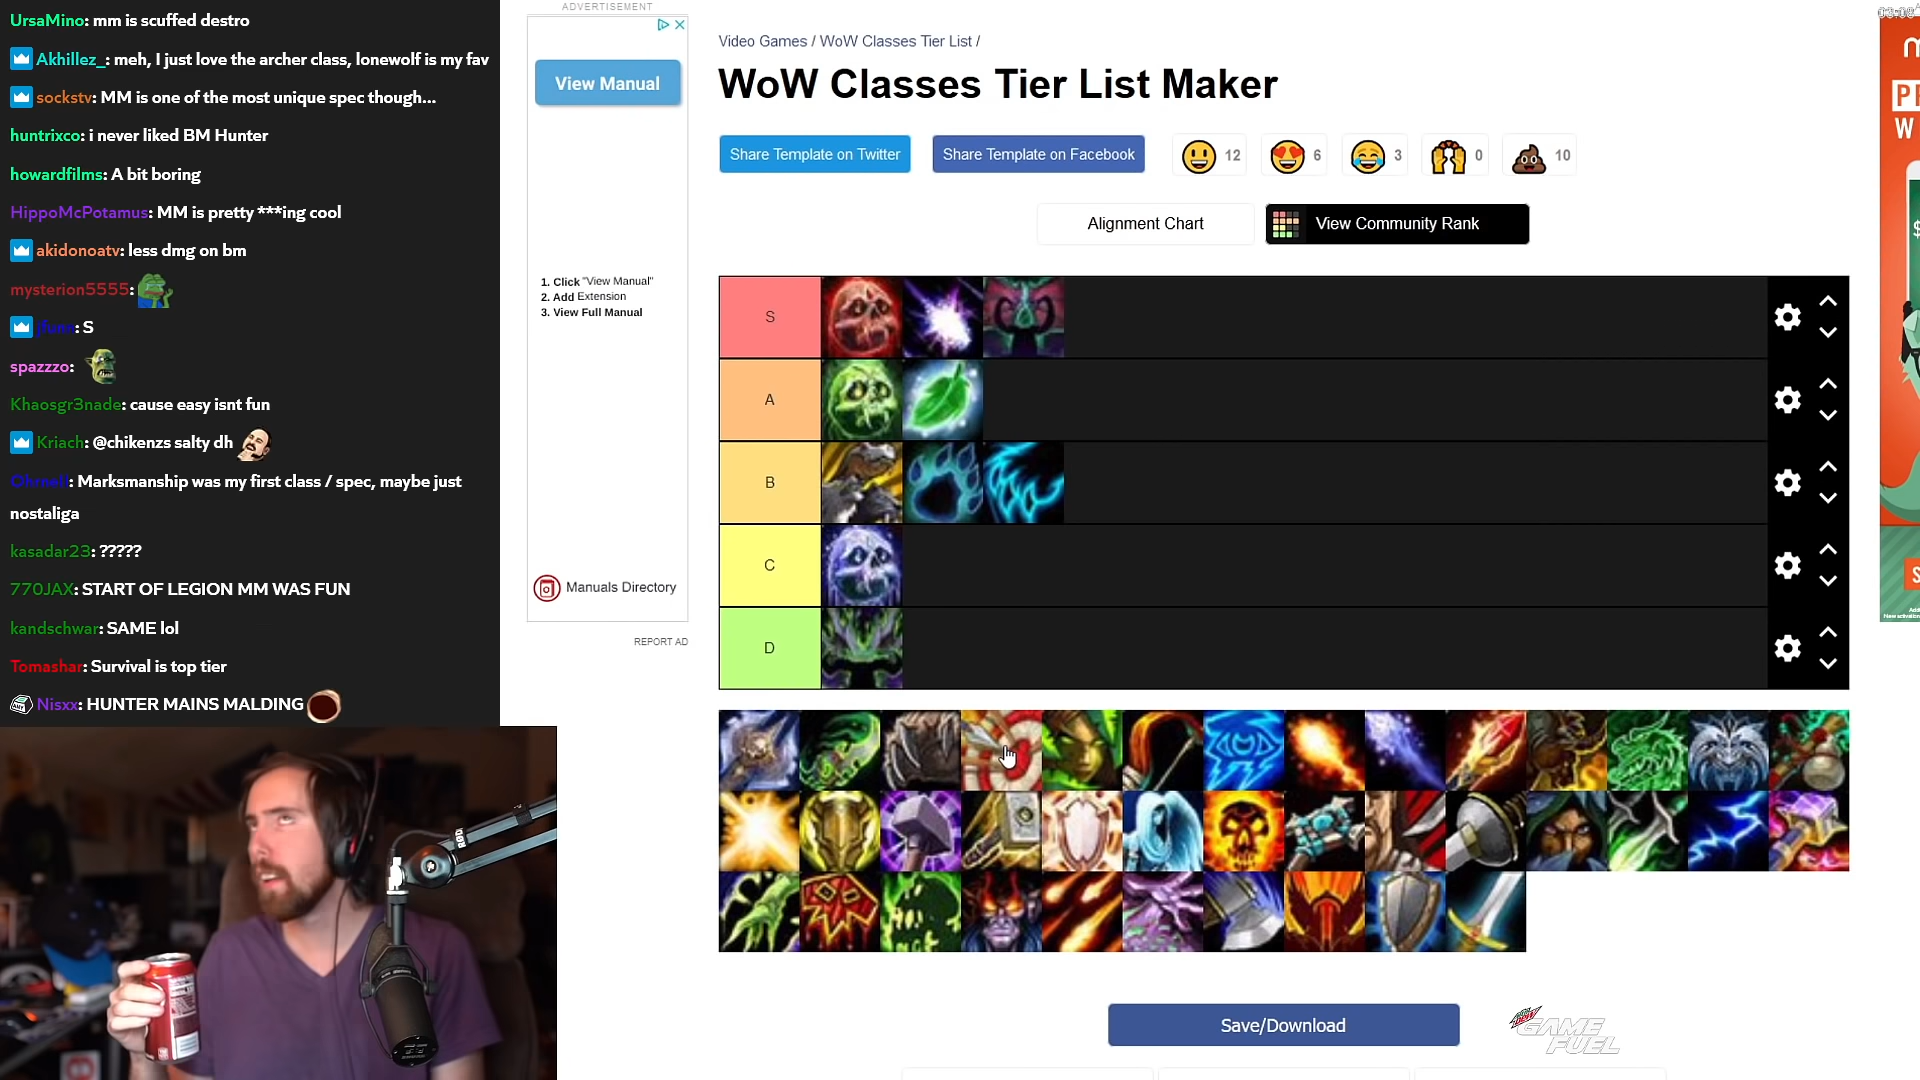 UrsaMino: mm is scuffed destro
Akhillez_: meh, I just love the archer class, lonewolf is my fav
sockstv: MM is one of the most unique spec though...
huntrixco: i never liked BM Hunter
howardfilms: A bit boring
HippoMcPotamus: MM is pretty ***ing cool
akidonoatv: less dmg on bm
mysterion5555:
: S
spazzzo:
Khaosgr3nade: cause easy isnt fun
Kriach: @chikenzs salty dh
: Marksmanship was my first class / spec, maybe just
nostaliga
kasadar23: ?????
770JAX: START OF LEGION MM WAS FUN
kandschwar: SAME lol
Tomashar: Survival is top tier
Nisxx: HUNTER MAINS MALDING
ADVERTISEMENT
View Manual
1. Click "View Manual"
2. Add Extension
3. View Full Manual
Manuals Directory
REPORT AD
Video Games / WoW Classes Tier List /
WoW Classes Tier List Maker
Share Template on Twitter
Share Template on Facebook
12
6
3
0
10
Alignment Chart
View Community Rank
S
A
B
C
D
Save/Download
GAME
FUEL
RØDE